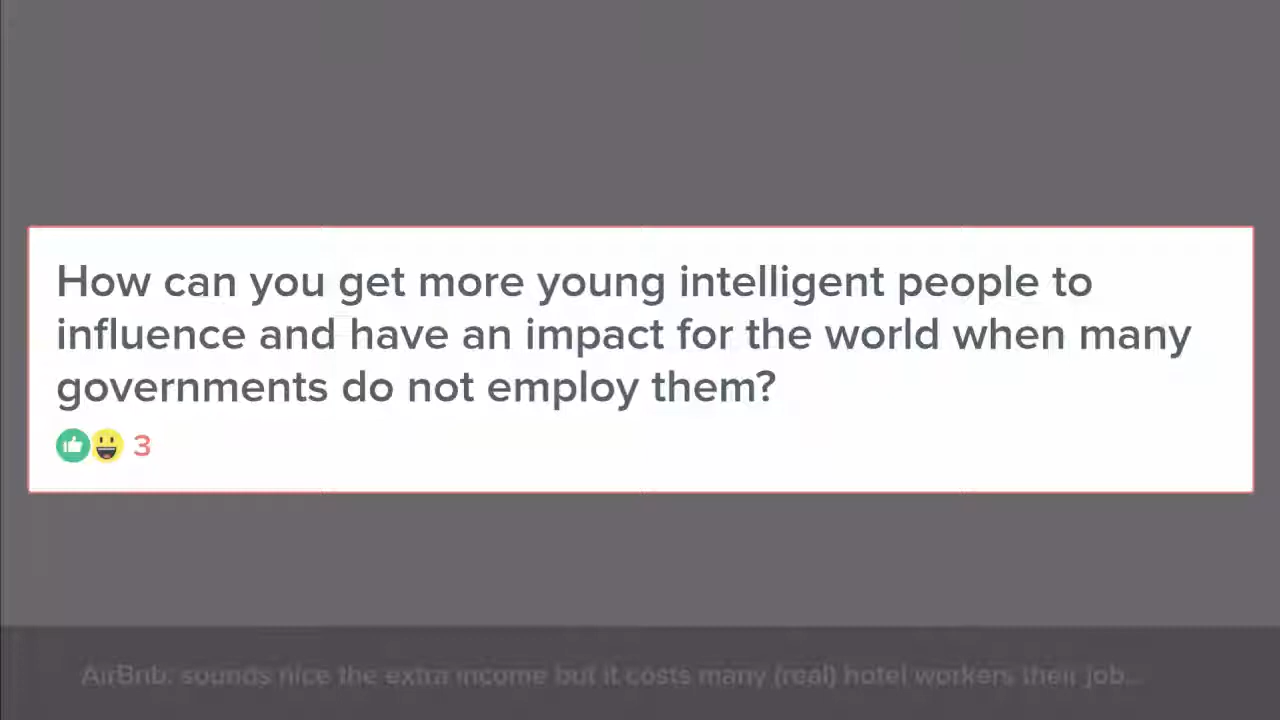 How can you get more young intelligent people to
influence and have an impact for the world when many
governments do not employ them?
3
AirBnb: sounds nice the extra income but it costs many (real) hotel workers their job...